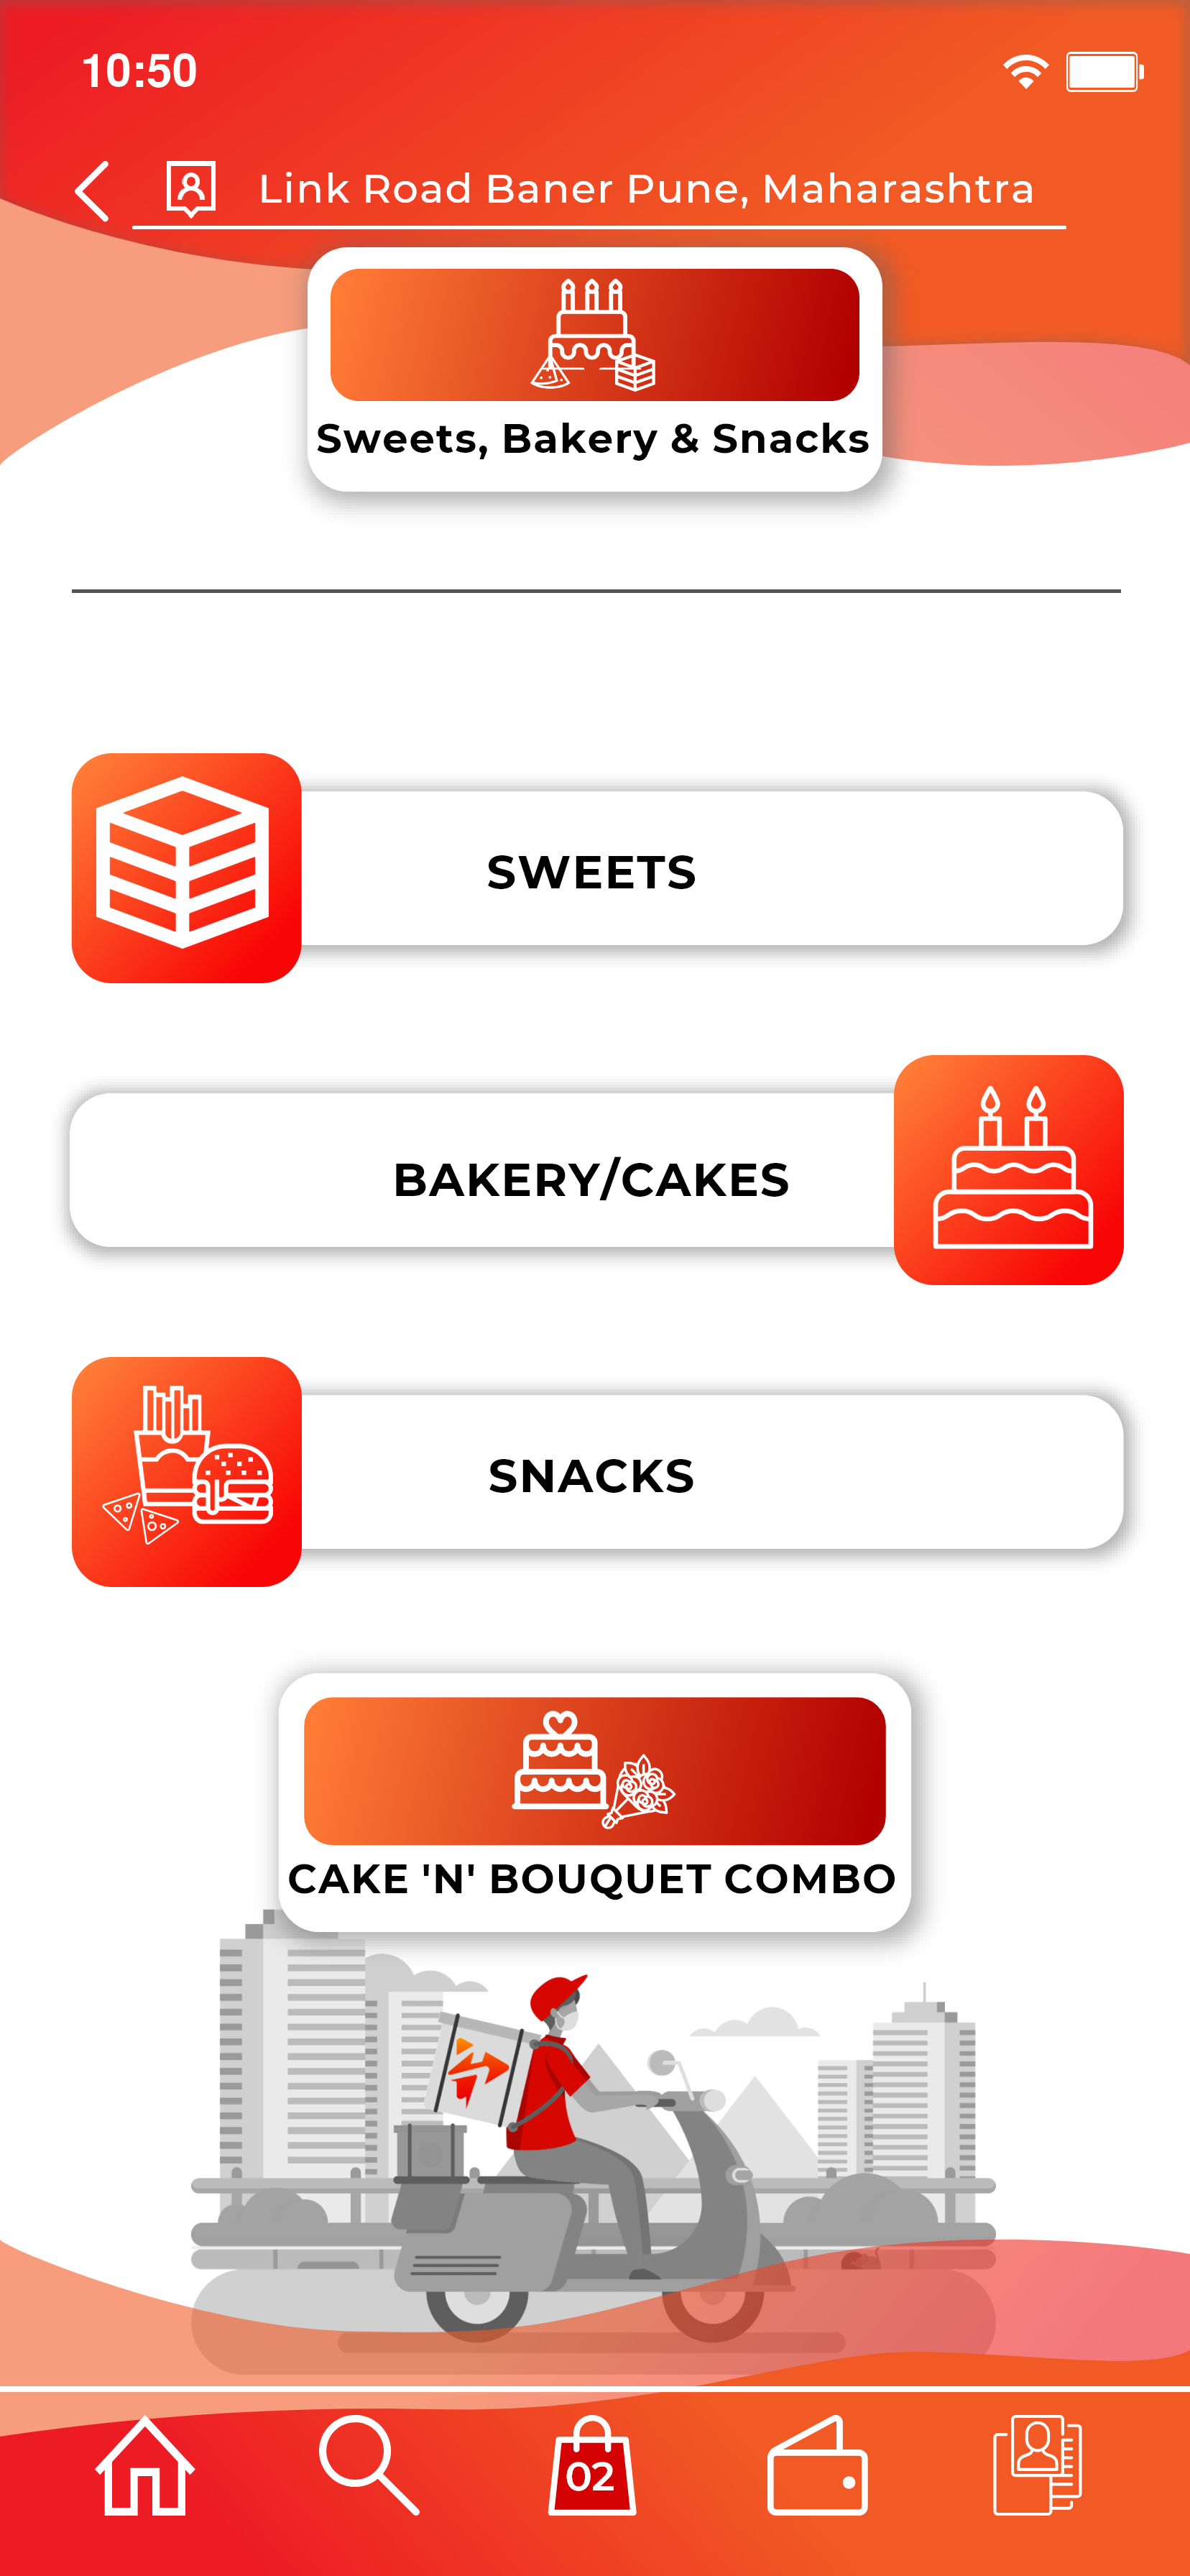 10:50
Link Road Baner Pune, Maharashtra
Sweets, Bakery & Snacks
SWEETS
BAKERY/CAKES
SNACKS
CAKE 'N' BOUQUET COMBO
02